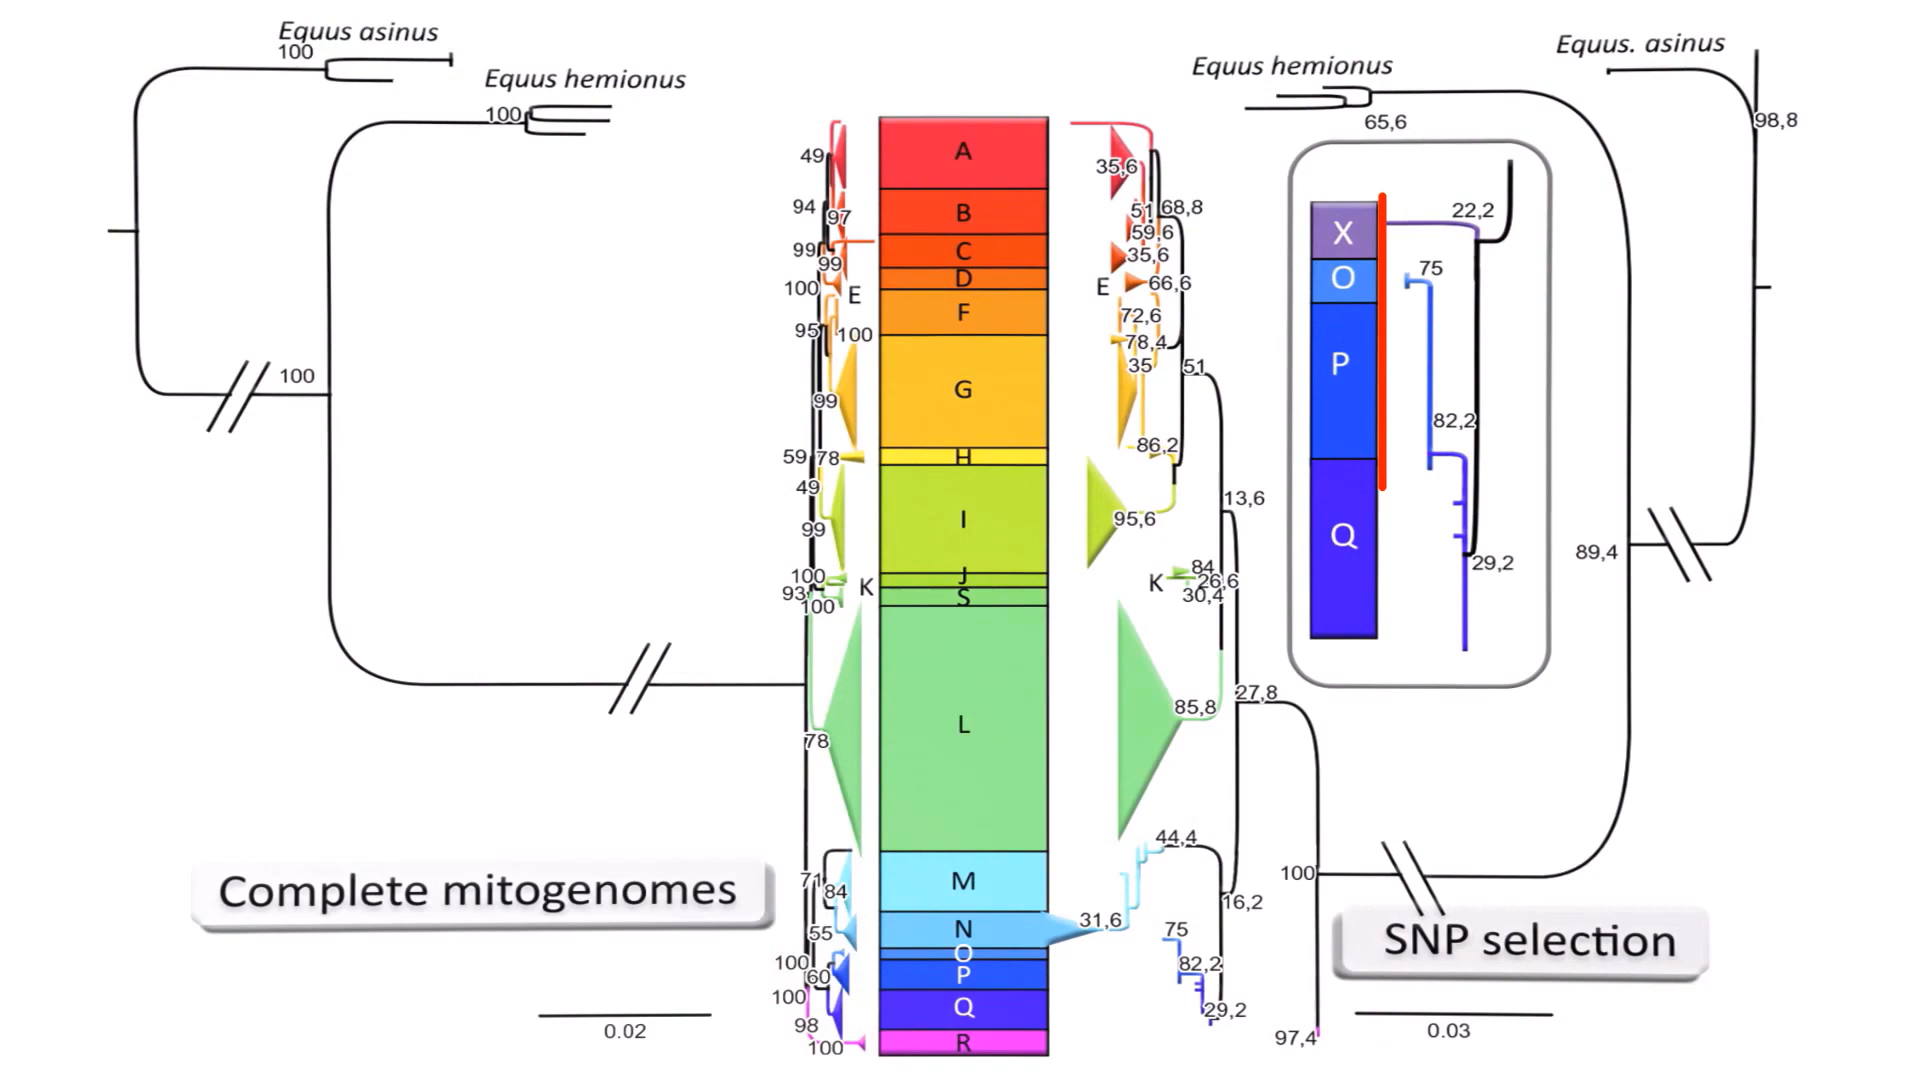 Equus asinus
100
Equus hemionus
100
100
Complete mitogenomes
0.02
49
94
97
99
99
100
E
95
100
99
59
78
49
99
100
93
K
100
78
71
84
55
100
60
100
98
100
A
B
C
D
F
G
H
I
J
S
L
M
N
O
P
Q
R
35,6
51
68,8
59,6
35,6
E
66,6
72,6
78,4
35
51
86,2
13,6
95,6
84
K
26,6
30,4
85,8
27,8
44,4
16,2
31,6
75
82,2
29,2
97,4
100
Equus hemionus
65,6
Equus. asinus
98,8
X
O
P
Q
22,2
75
82,2
29,2
89,4
SNP selection
0.03